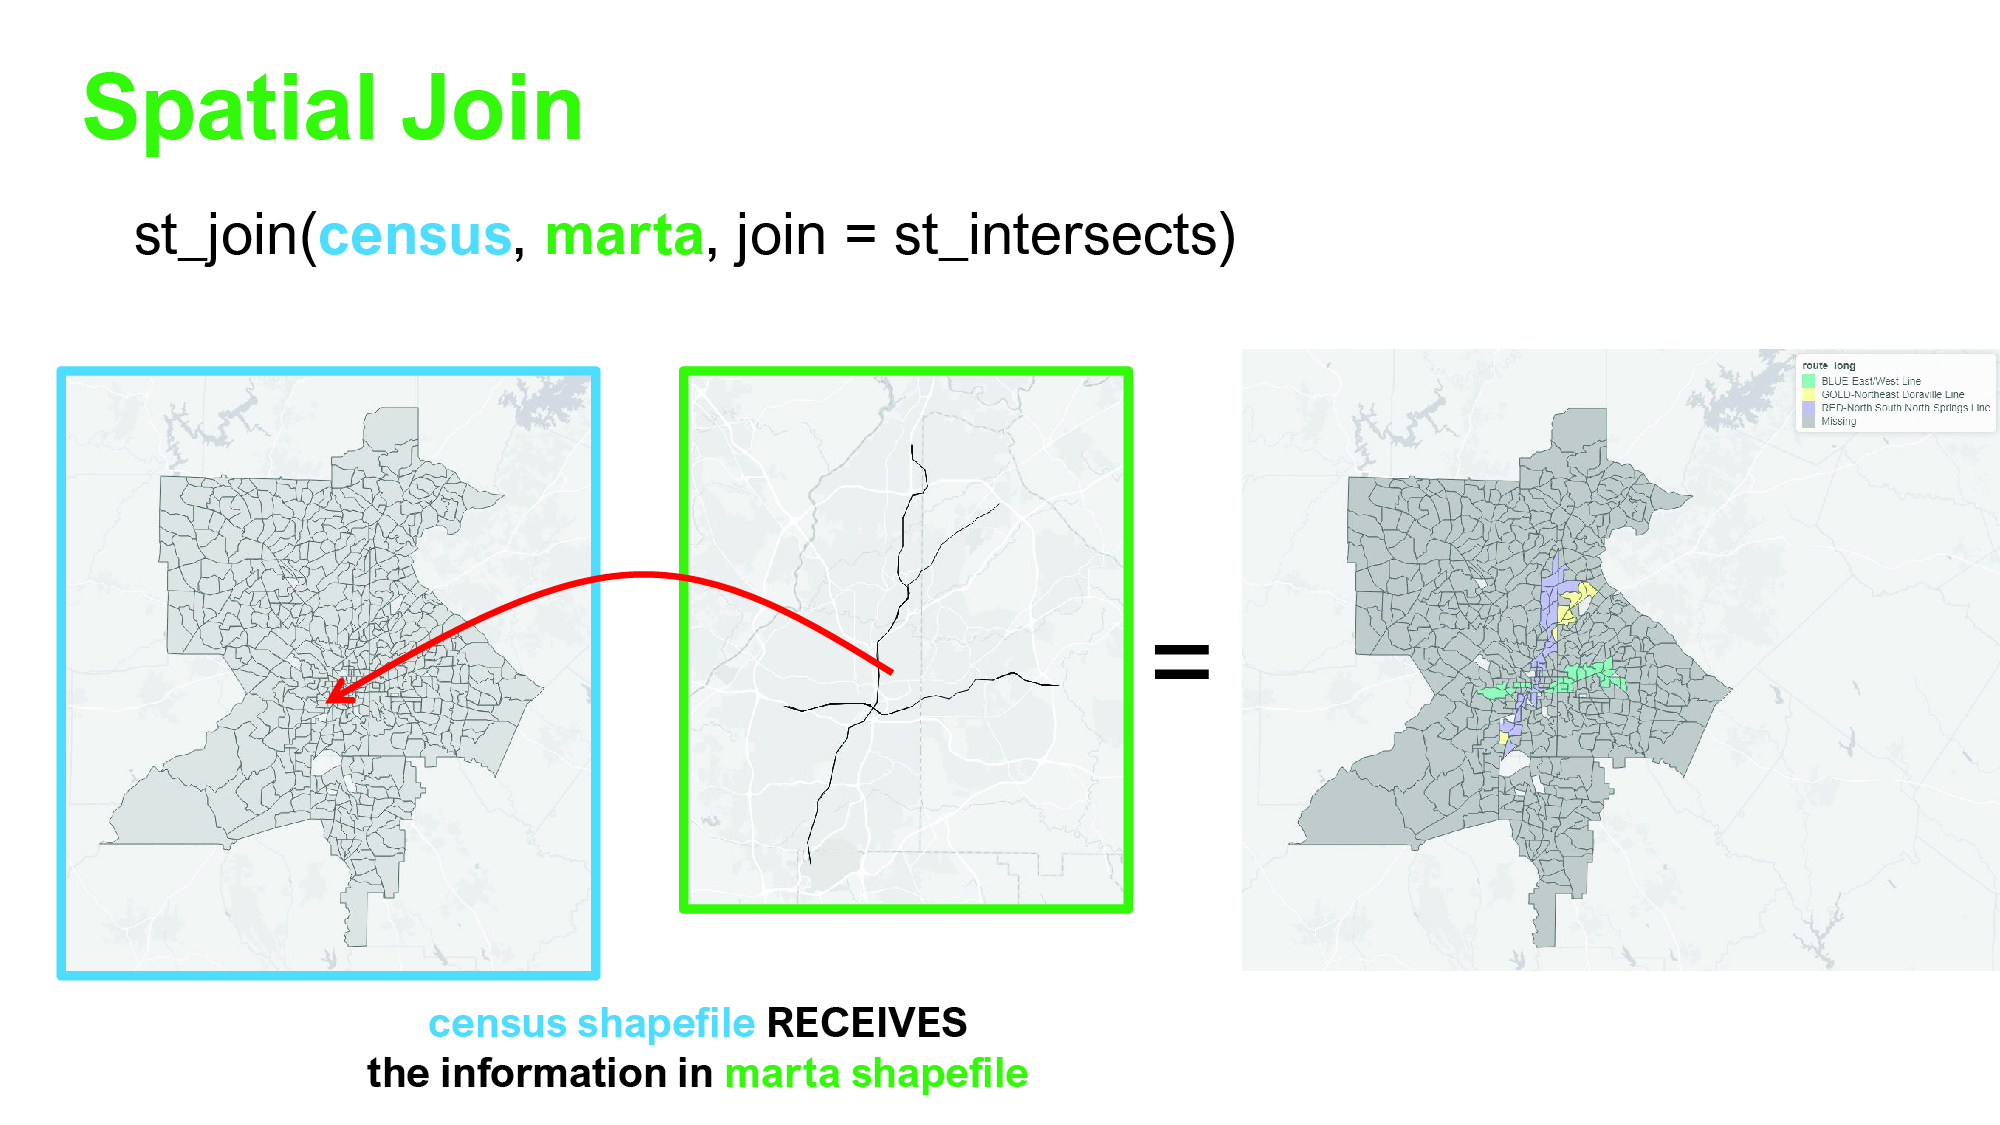 Spatial Join
st_join(census, marta, join = st_intersects)
route_long
BLUE-East/West Line
GOLD-Northeast Doraville Line
RED-North South North Springs Line
Missing
=
census shapefile RECEIVES
the information in marta shapefile